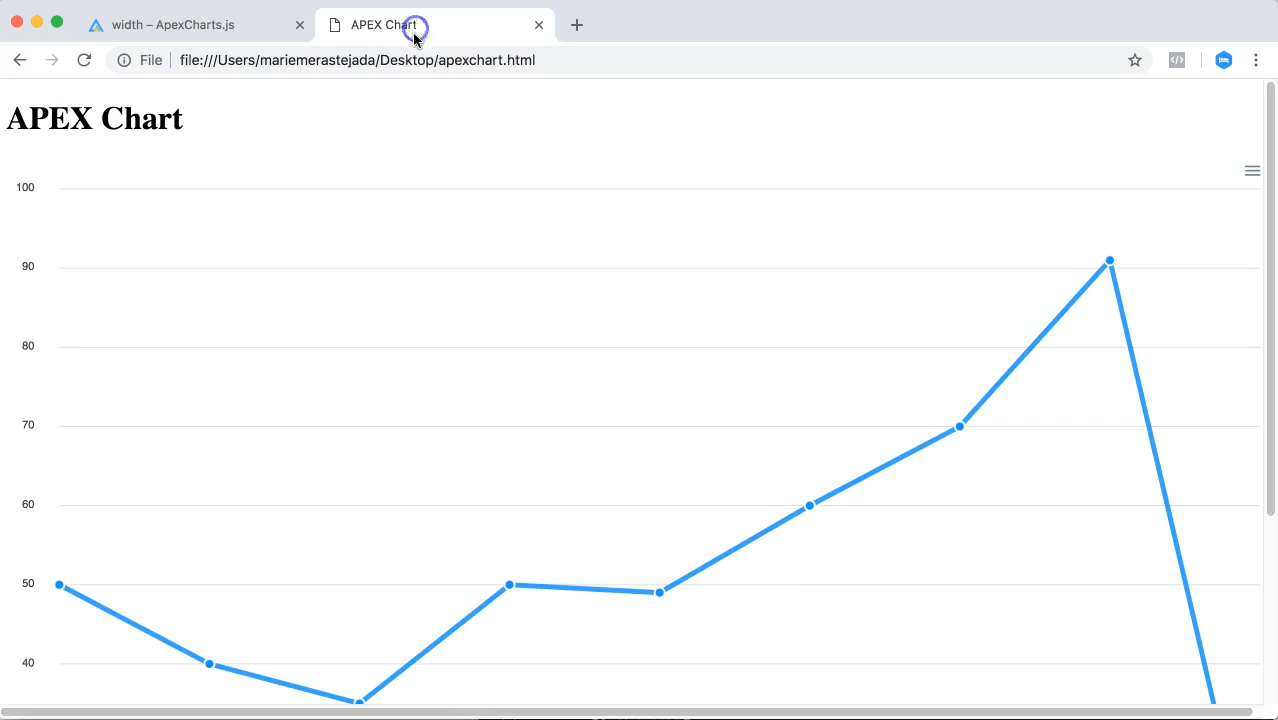 width – ApexCharts.js
APEX Chart
File
file:///Users/mariemerastejada/Desktop/apexchart.html
APEX Chart
100
90
80
70
60
50
40